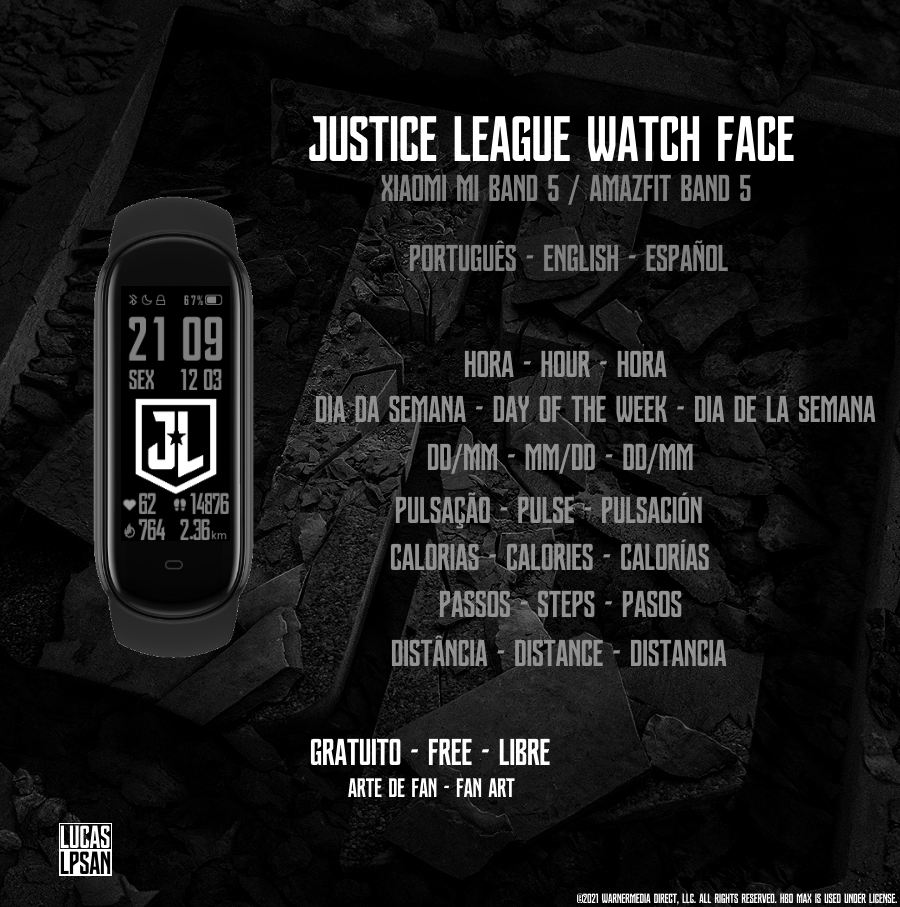 JUSTICE LEAGUE WATCH FACE
XIAOMI MI BAND 5 / AMAZFIT BAND 5
PORTUGUÊS - ENGLISH - ESPAÑOL
67%
21 09
SEX 12 03
JL
62 14876
764 2.36km
HORA - HOUR - HORA
DIA DA SEMANA - DAY OF THE WEEK - DIA DE LA SEMANA
DD/MM - MM/DD - DD/MM
PULSAÇÃO - PULSE - PULSACIÓN
CALORIAS - CALORIES - CALORÍAS
PASSOS - STEPS - PASOS
DISTÂNCIA - DISTANCE - DISTANCIA
GRATUITO - FREE - LIBRE
ARTE DE FAN - FAN ART
LUCAS
LPSAN
©2021 WARNERMEDIA DIRECT, LLC. ALL RIGHTS RESERVED. HBO MAX IS USED UNDER LICENSE.